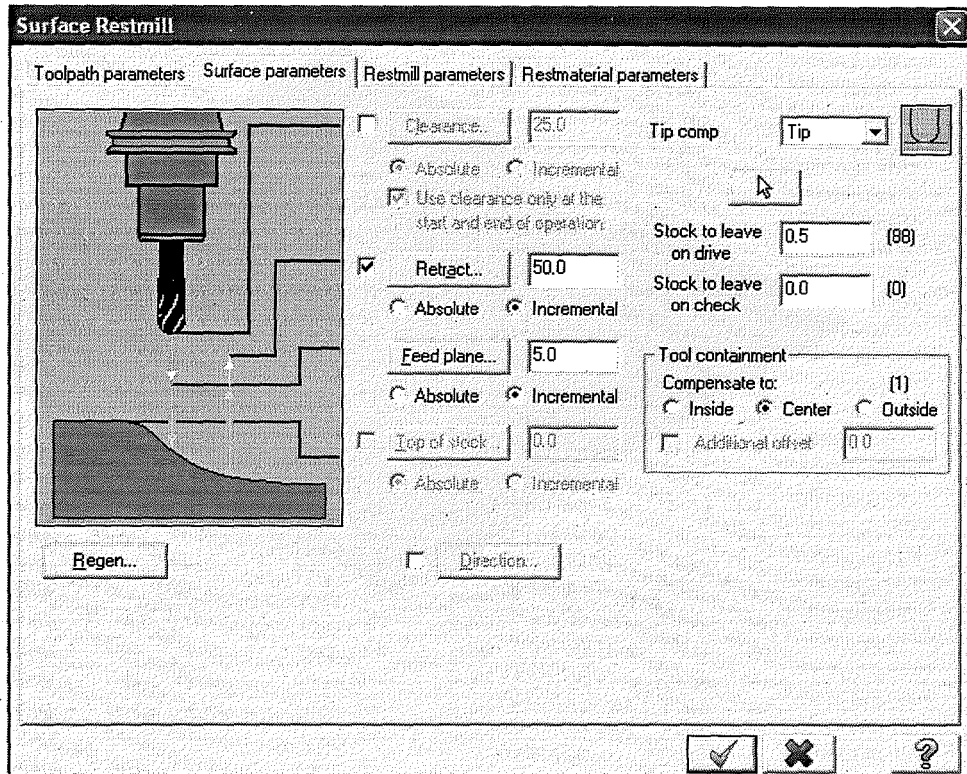 Surface Restmill
Toolpath parameters Surface parameters Restmill parameters Restmaterial parameters
Clearance... 25.0
Absolute Incremental
Use clearance only at the
start and end of operation
Retract... 50.0
Absolute Incremental
Feed plane... 5.0
Absolute Incremental
Top of stock... 0.0
Absolute Incremental
Tip comp Tip
Stock to leave
on drive 0.5 (88)
Stock to leave
on check 0.0 (0)
Tool containment
Compensate to: (1)
Inside Center Outside
Additional offset 0.0
Regen... Direction...